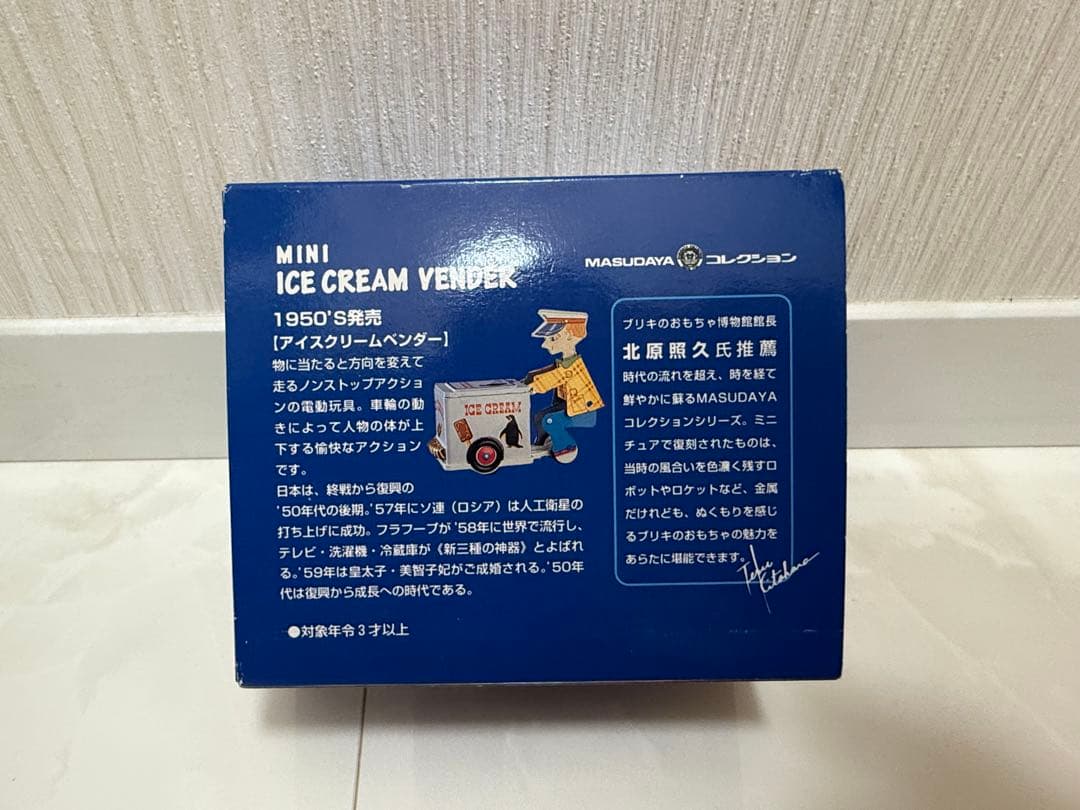 MINI
ICE CREAM VENDER
MASUDAYA コレクション
1950'S発売
【アイスクリームベンダー】
物に当たると方向を変えて
走るノンストップアクショ
ンの電動玩具。車輪の動
きによって人物の体が上
下する愉快なアクション
です。
日本は、終戦から復興の
'50年代の後期。'57年にソ連（ロシア）は人工衛星の
打ち上げに成功。フラフープが'58年に世界で流行し、
テレビ・洗濯機・冷蔵庫が《新三種の神器》とよばれ
る。'59年は皇太子・美智子妃がご成婚される。'50年
代は復興から成長への時代である。
●対象年令3才以上
ICE CREAM
ブリキのおもちゃ博物館館長
北原照久氏推薦
時代の流れを超え、時を経て
鮮やかに蘇るMASUDAYA
コレクションシリーズ。ミニ
チュアで復刻されたものは、
当時の風合いを色濃く残すロ
ボットやロケットなど、金属
だけれども、ぬくもりを感じ
るブリキのおもちゃの魅力を
あらたに堪能できます。
Teru
Kitahara